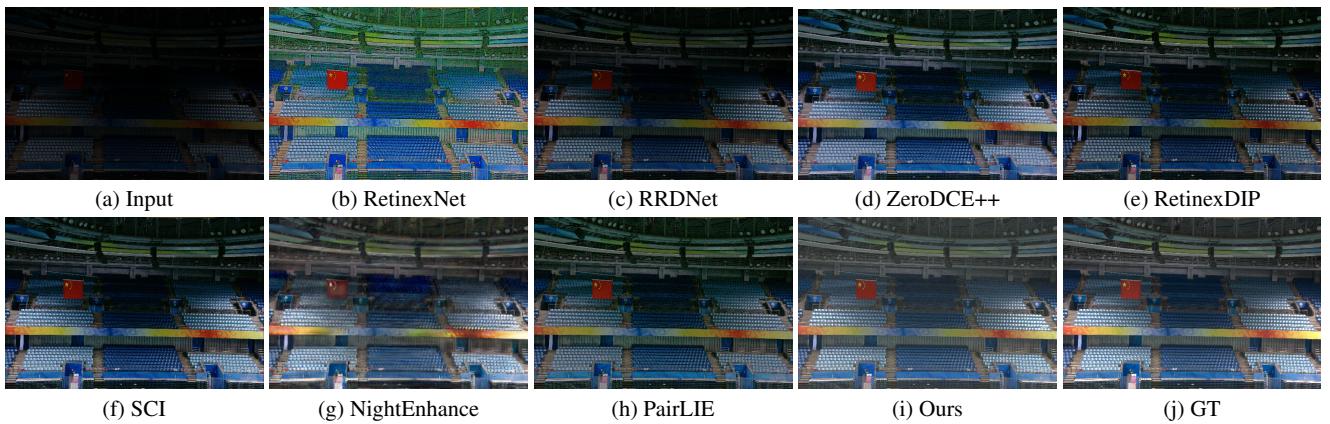 (a) Input (b) RetinexNet (c) RRDNet (d) ZeroDCE++ (e) RetinexDIP
(f) SCI (g) NightEnhance (h) PairLIE (i) Ours (j) GT